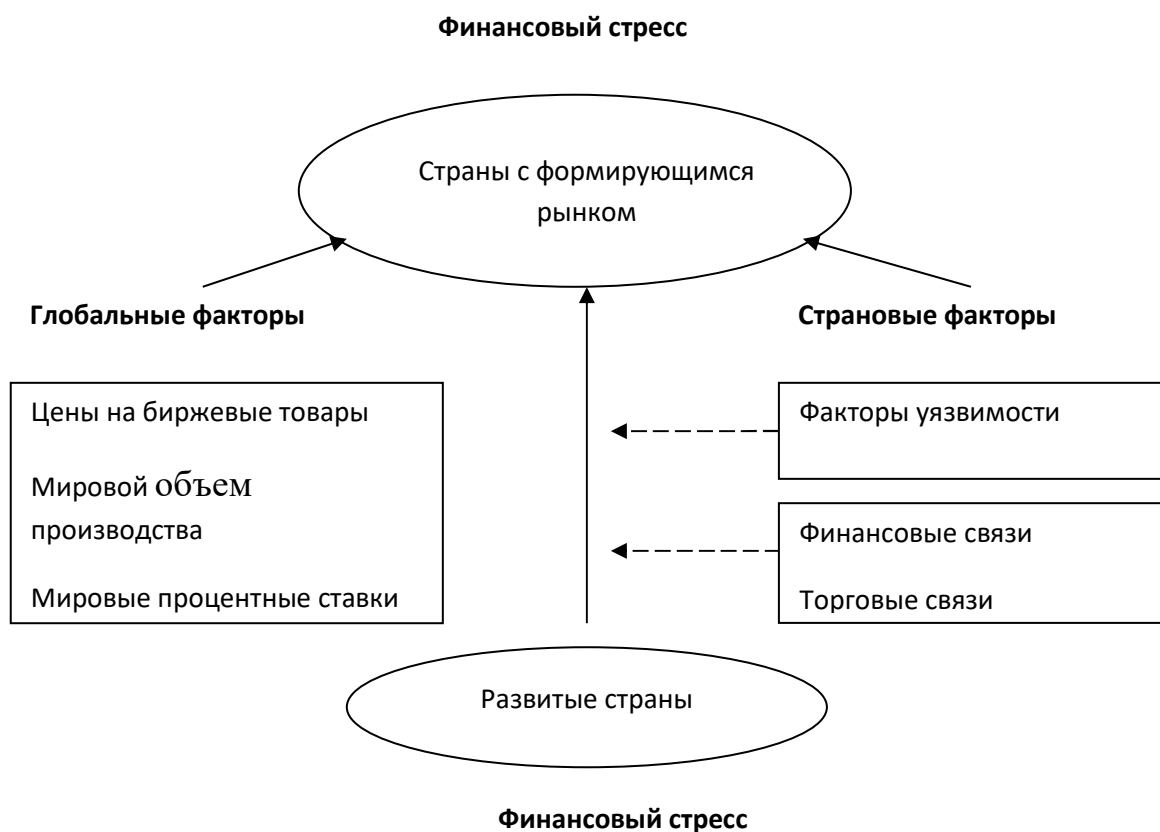 Финансовый стресс
Страны с формирующимся
рынком
Глобальные факторы
Страновые факторы
Цены на биржевые товары
Мировой объем
производства
Мировые процентные ставки
Факторы уязвимости
Финансовые связи
Торговые связи
Развитые страны
Финансовый стресс